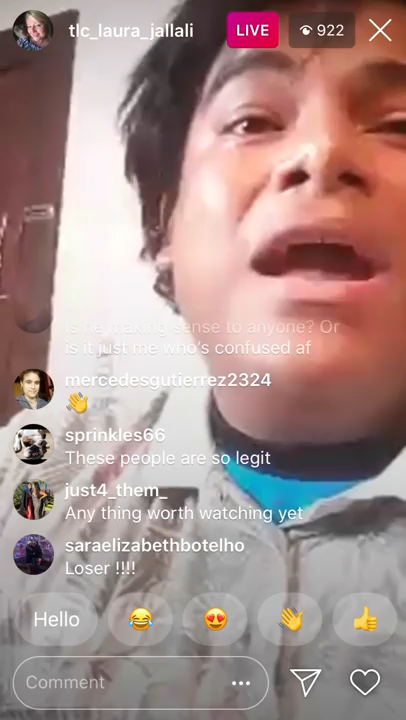 tlc_laura_jallali
LIVE
922
Is he making sense to anyone? Or
is it just me who's confused af
mercedesgutierrez2324
👋
sprinkles66
These people are so legit
just4_them_
Any thing worth watching yet
saraelizabethbotelho
Loser !!!!
Hello 😂 😍 👋 👍
Comment